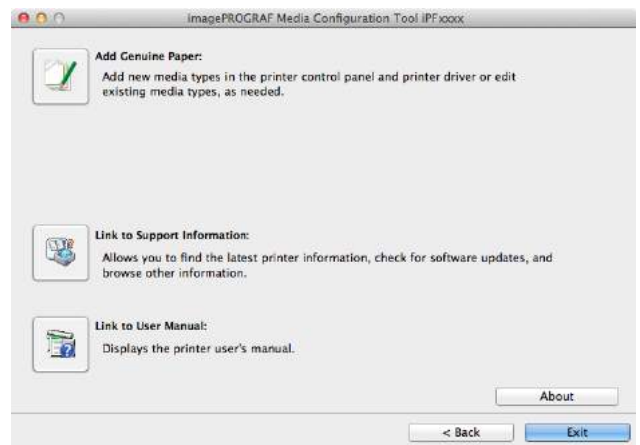 imagePROGRAF Media Configuration Tool iPFxxxx
Add Genuine Paper:
Add new media types in the printer control panel and printer driver or edit
existing media types, as needed.
Link to Support Information:
Allows you to find the latest printer information, check for software updates, and
browse other information.
Link to User Manual:
Displays the printer user's manual.
About
< Back
Exit